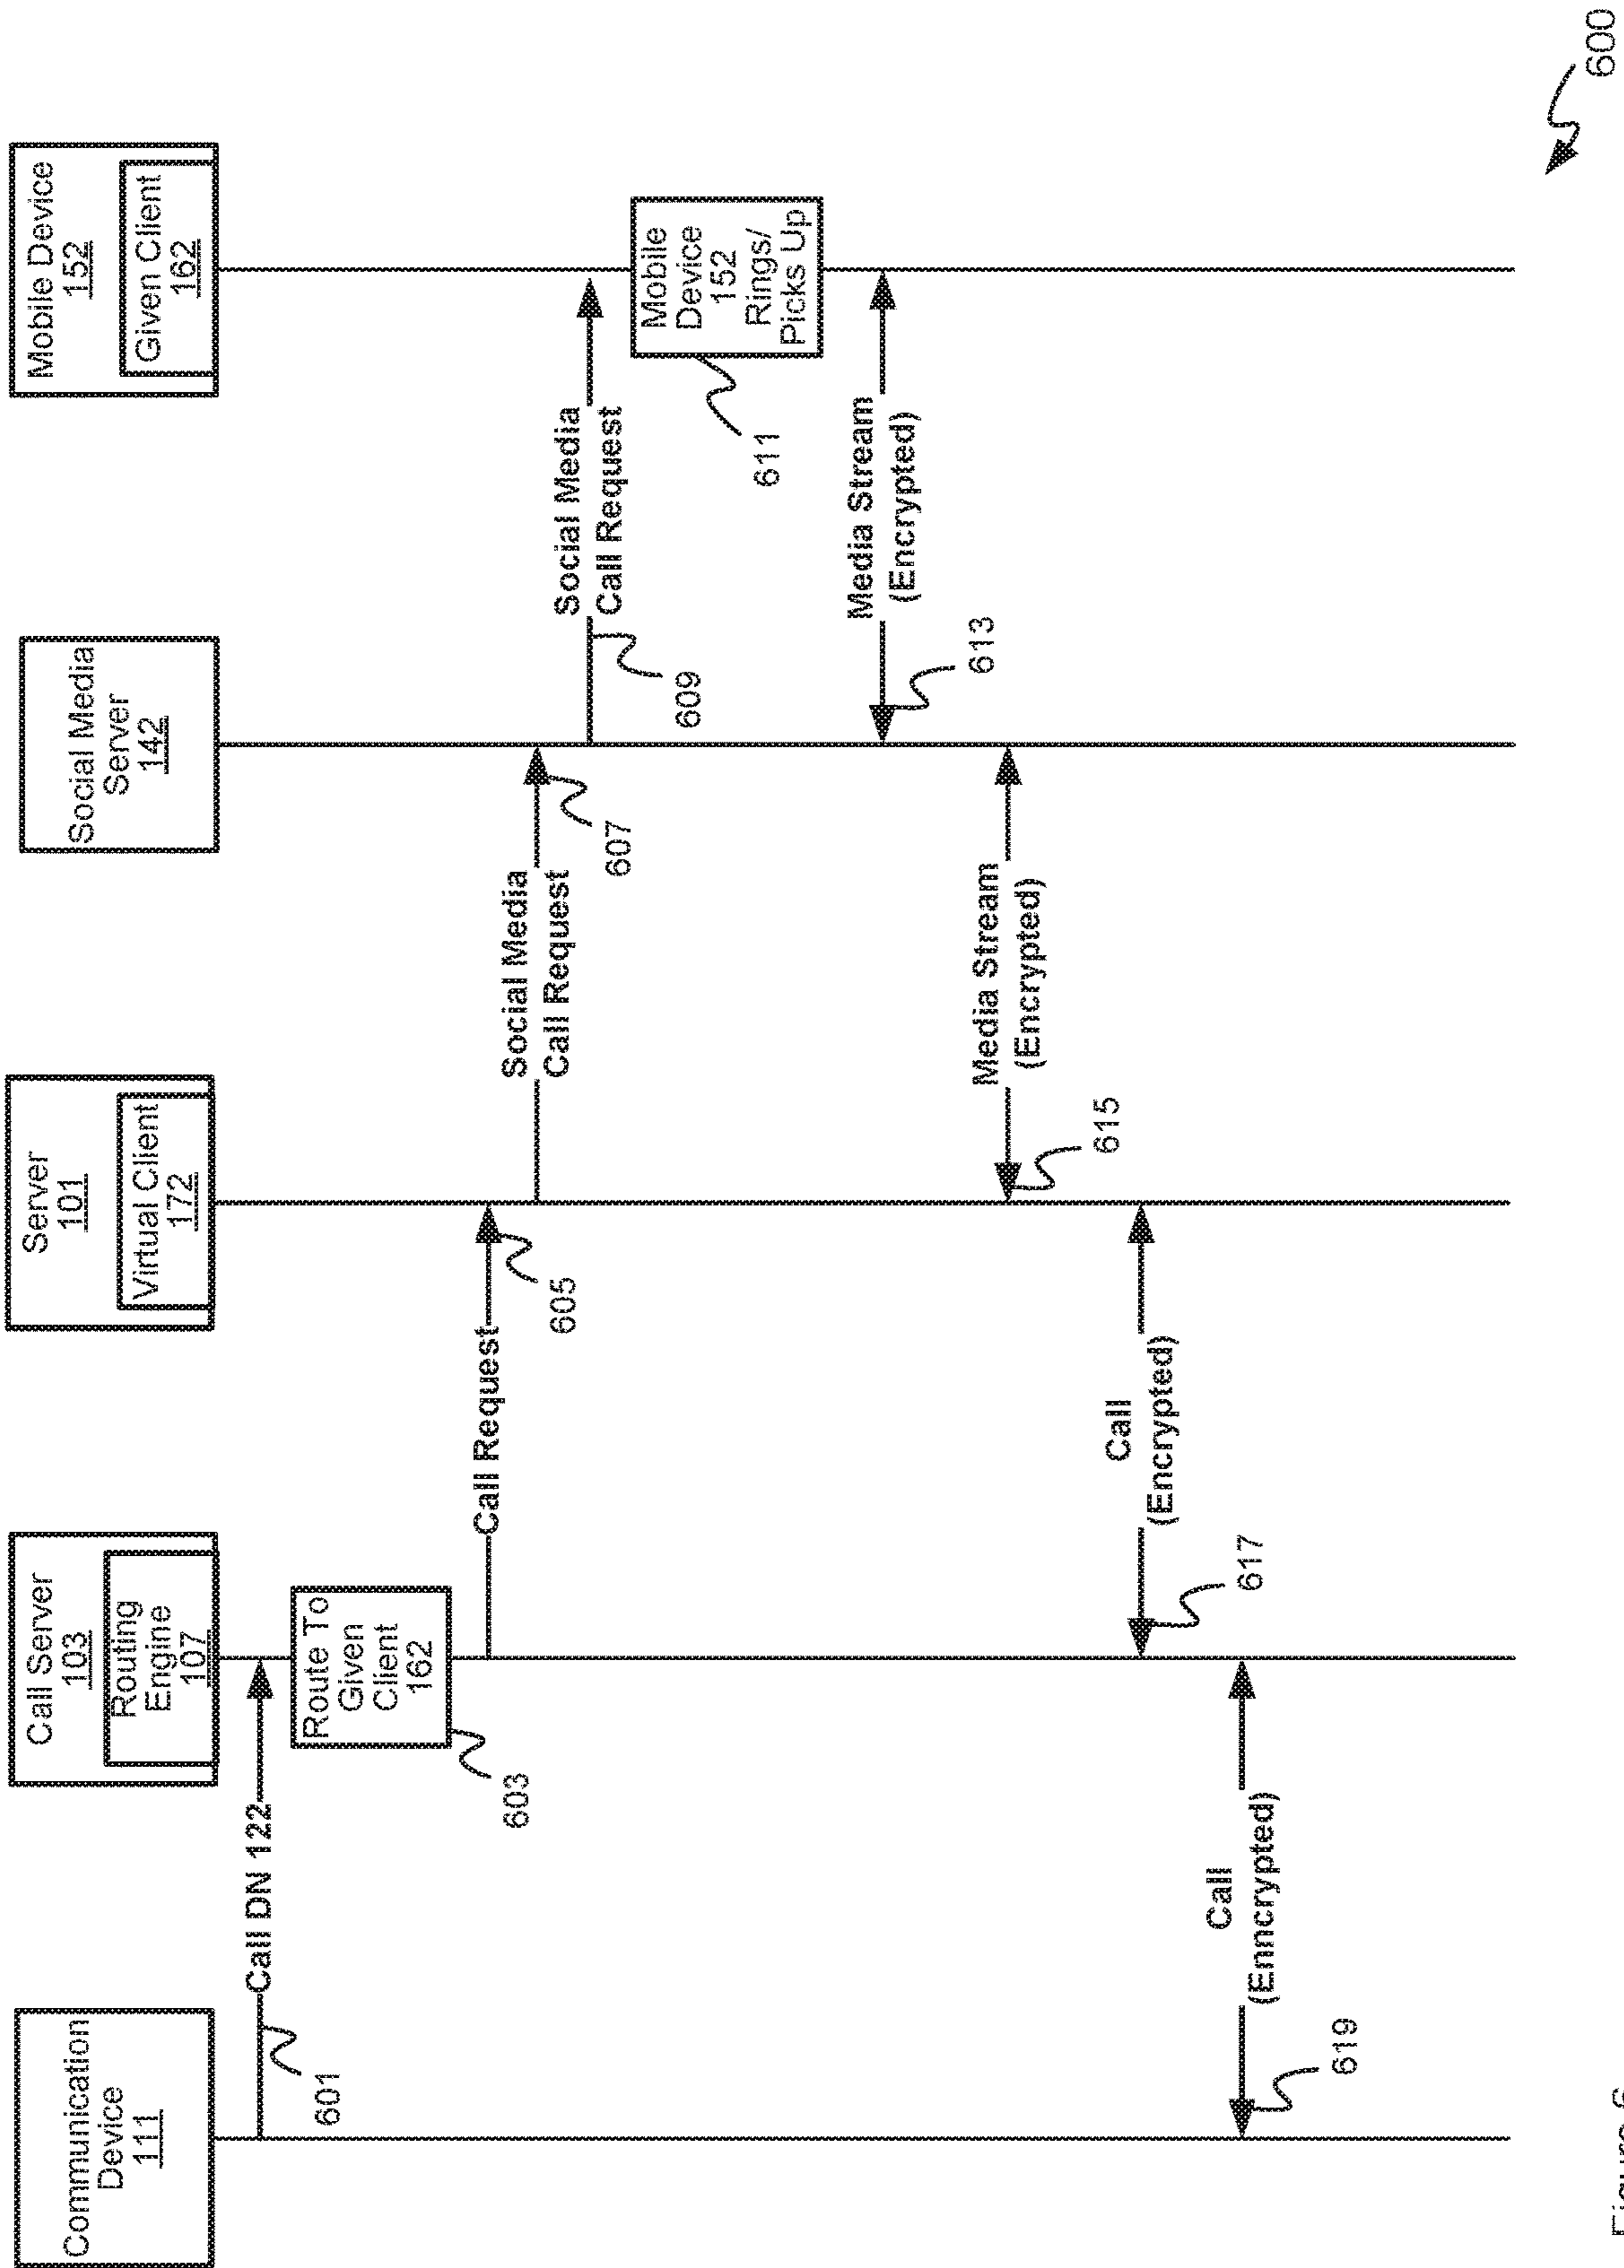 Communication
Device
111
Call Server
103
Routing
Engine
107
Server
101
Virtual Client
172
Social Media
Server
142
Mobile Device
152
Given Client
162
Call DN 122
601
Route To
Given
Client
162
603
Call Request
605
Social Media
Call Request
607
Social Media
Call Request
609
Mobile
Device
152
Rings/
Picks Up
611
Media Stream
(Encrypted)
613
Media Stream
(Encrypted)
615
Call
(Encrypted)
617
Call
(Enncrypted)
619
600
Figure 6